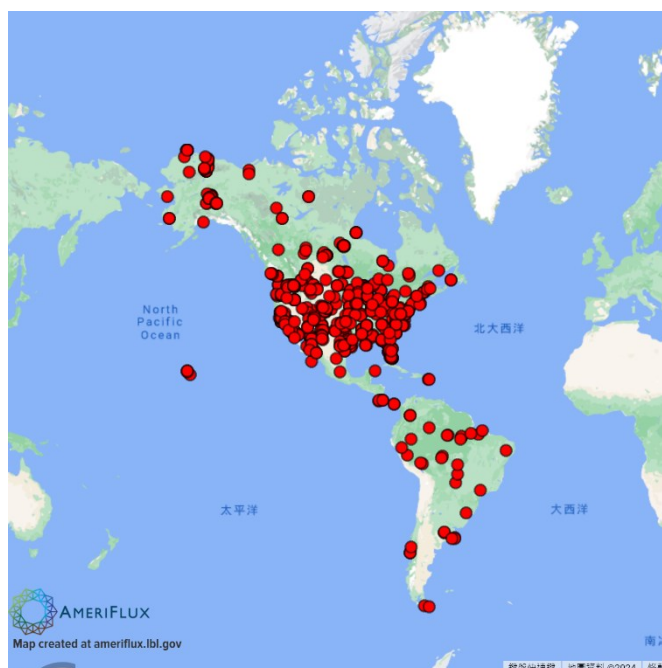 North
Pacific
Ocean
北大西洋
太平洋
大西洋
AMERIFLUX
Map created at ameriflux.lbl.gov